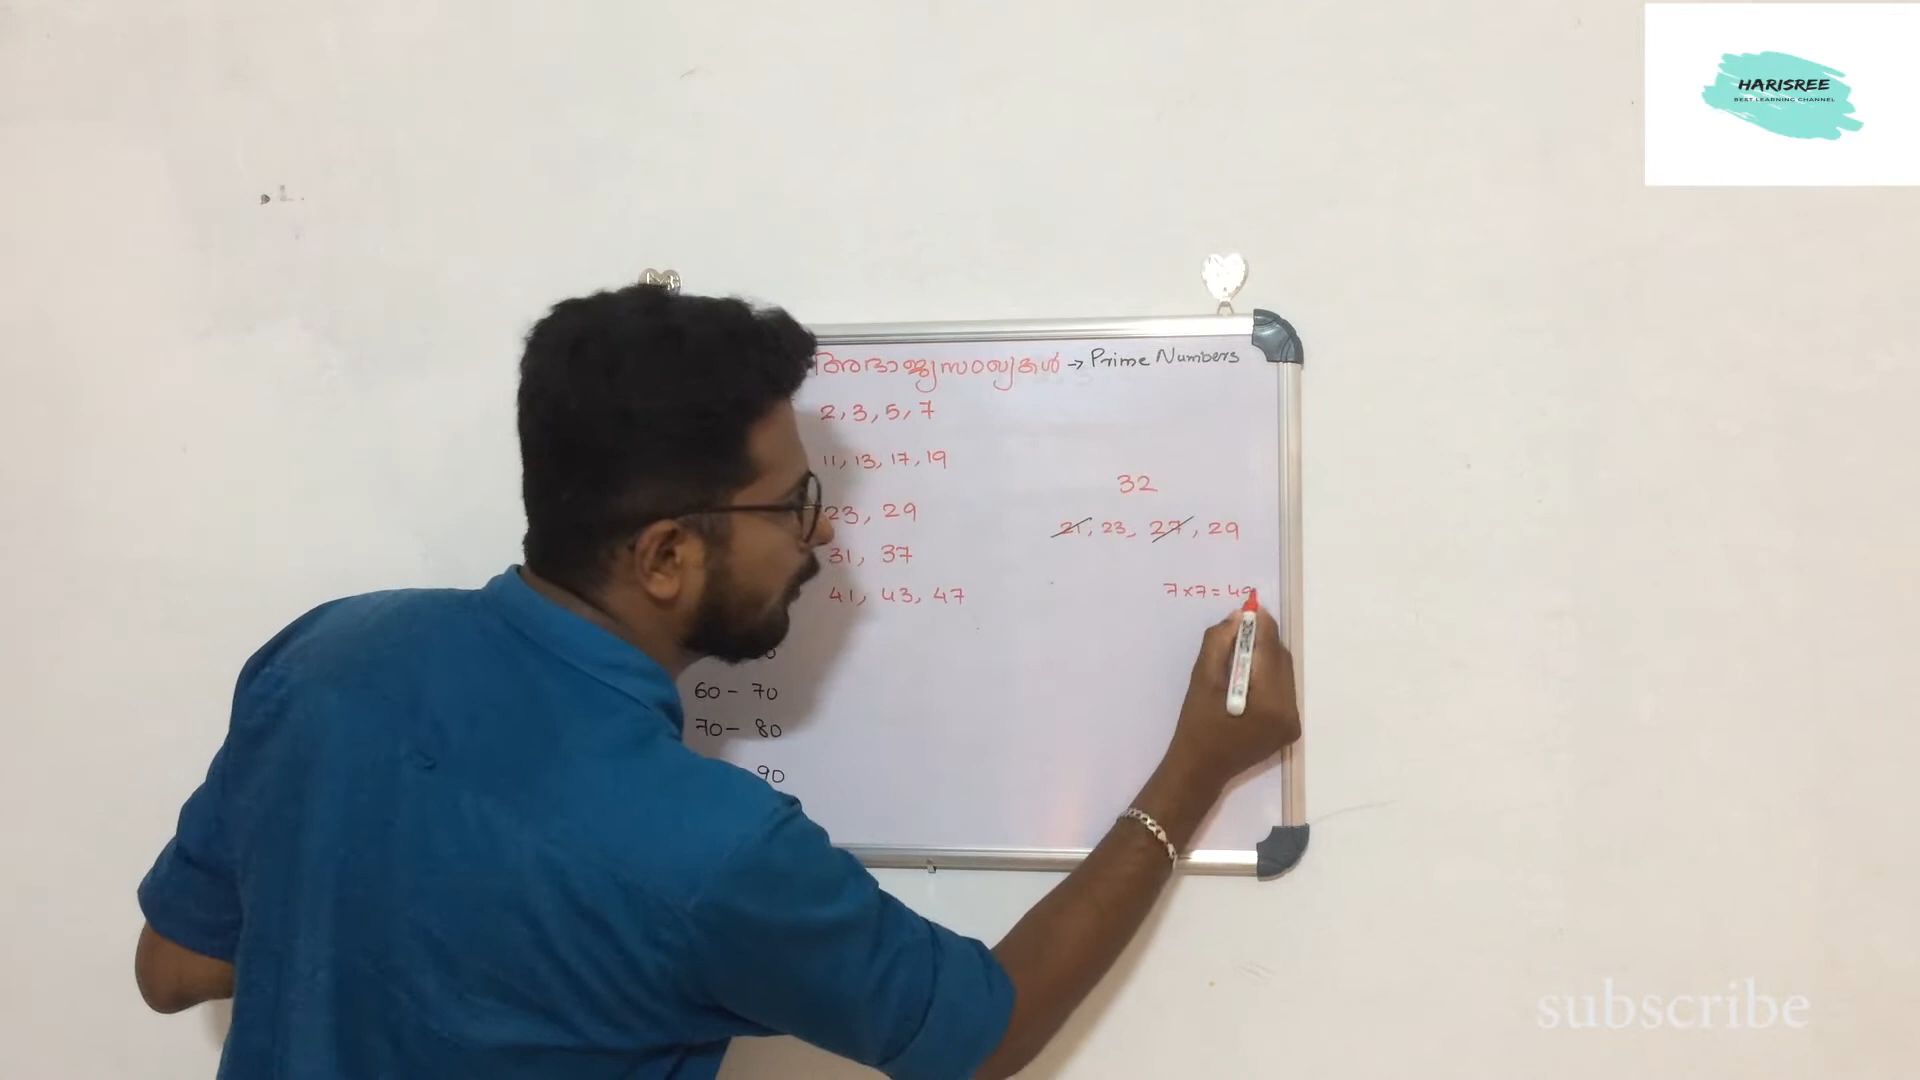 HARISREE
BEST LEARNING CHANNEL
അഭാജ്യസംഖ്യകൾ → Prime Numbers
2, 3, 5, 7
11, 13, 17, 19
32
23, 29
21, 23, 27, 29
31, 37
7 x 7 = 49
41, 43, 47
60 - 70
70 - 80
90
subscribe